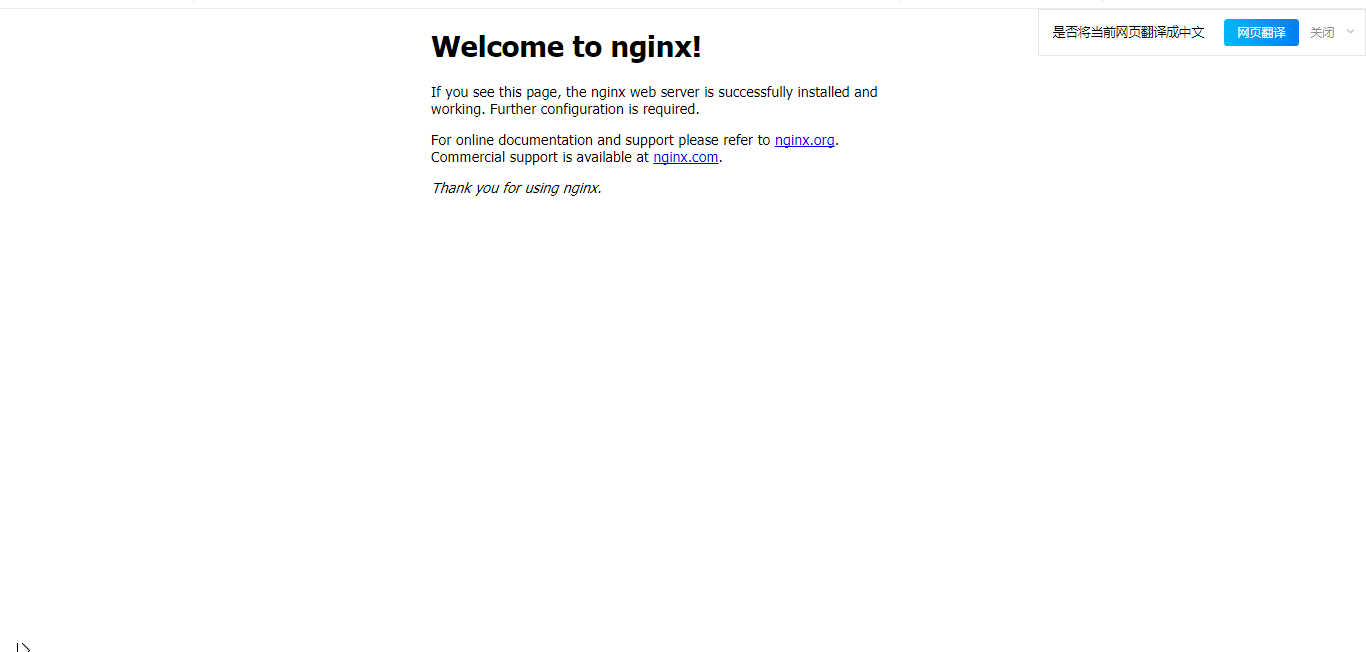 Welcome to nginx!
是否将当前网页翻译成中文 网页翻译 关闭
If you see this page, the nginx web server is successfully installed and
working. Further configuration is required.
For online documentation and support please refer to nginx.org.
Commercial support is available at nginx.com.
Thank you for using nginx.